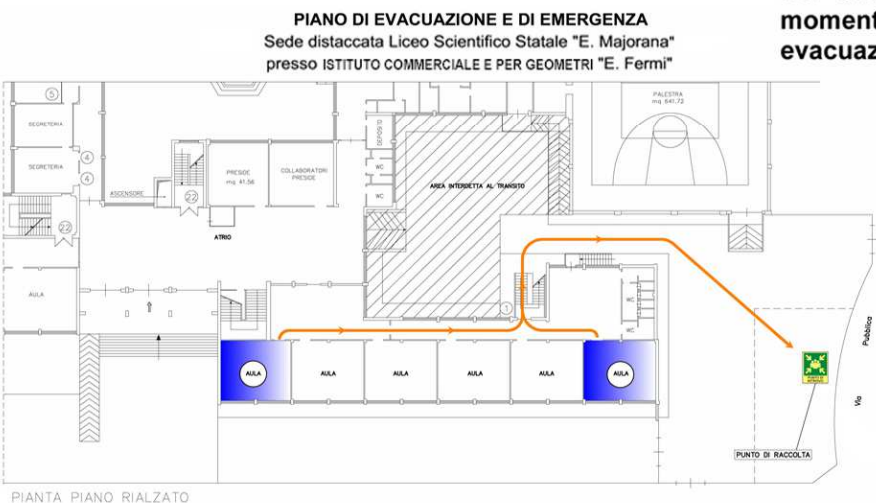 PIANO DI EVACUAZIONE E DI EMERGENZA
Sede distaccata Liceo Scientifico Statale "E. Majorana"
presso ISTITUTO COMMERCIALE E PER GEOMETRI "E. Fermi"
moment
evacuaz
5
SEGRETERIA
SEGRETERIA
4
4
ASCENSORE
22
22
PRESIDE
mq 41.56
COLLABORATORI
PRESIDE
DEPOSITO
WC
WC
AREA INTERDETTA AL TRANSITO
PALESTRA
mq 641.72
ATRIO
1
WC
WC
AULA
AULA
AULA
AULA
AULA
AULA
AULA
Via
Pubblica
PUNTO DI RACCOLTA
PIANTA PIANO RIALZATO